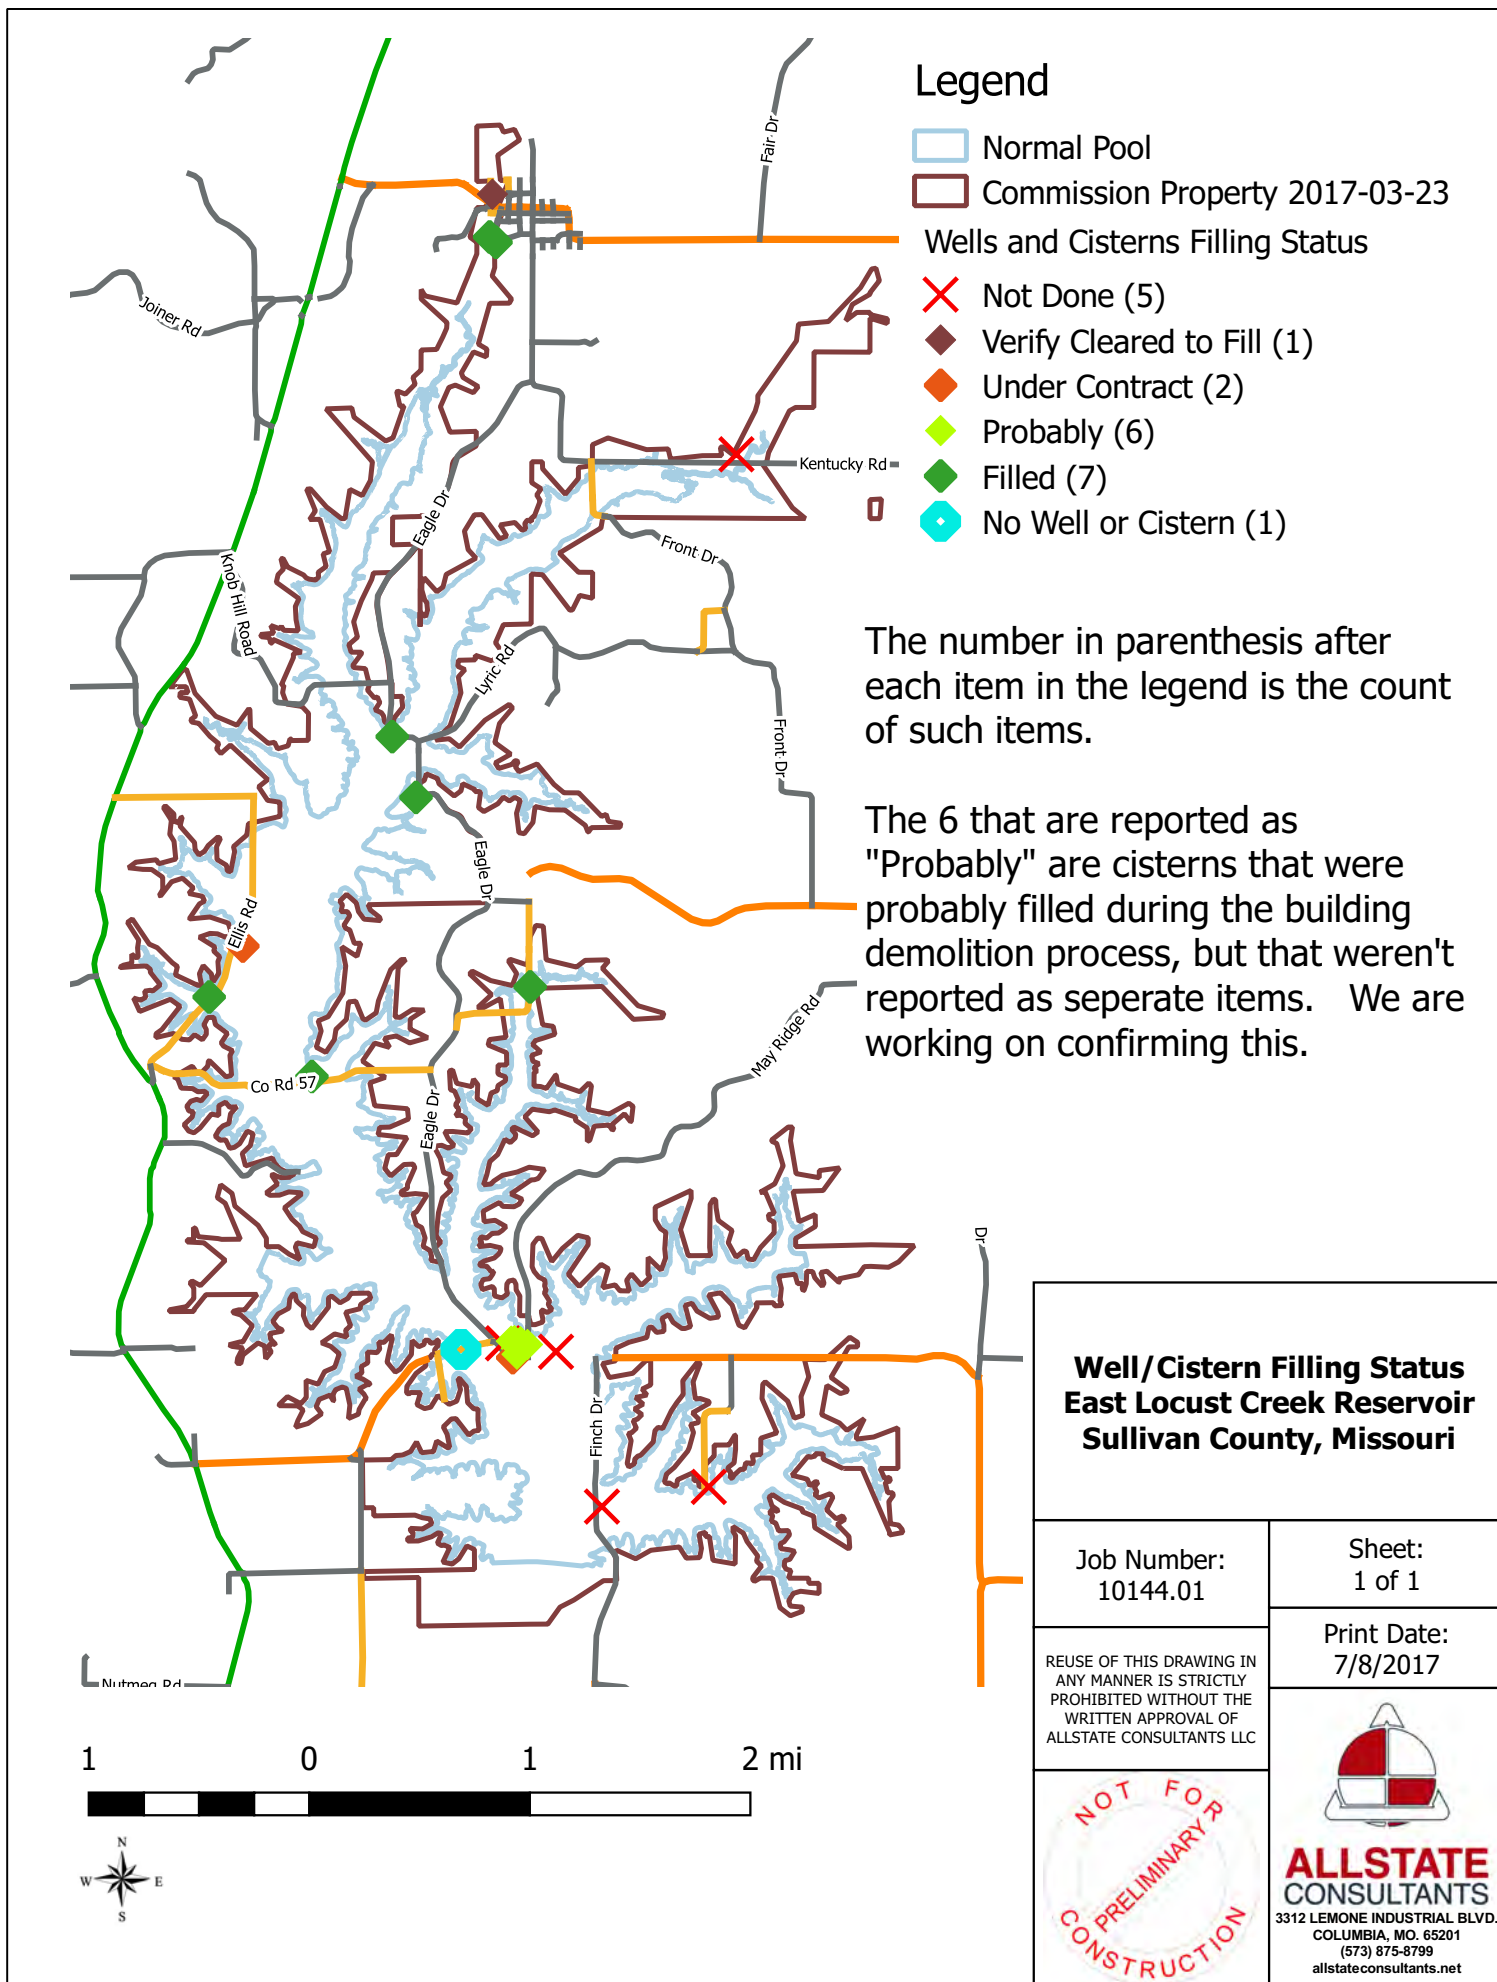 Legend
Normal Pool
Commission Property 2017-03-23
Wells and Cisterns Filling Status
Not Done (5)
Verify Cleared to Fill (1)
Under Contract (2)
Probably (6)
Filled (7)
No Well or Cistern (1)
The number in parenthesis after
each item in the legend is the count
of such items.
The 6 that are reported as
"Probably" are cisterns that were
probably filled during the building
demolition process, but that weren't
reported as seperate items. We are
working on confirming this.
Fair Dr
Joiner Rd
Kentucky Rd
Eagle Dr
Front Dr
Knob Hill Road
Lyric Rd
Front Dr
Eagle Dr
Ellis Rd
May Ridge Rd
Co Rd 57
Eagle Dr
Dr
Finch Dr
Nutmeg Rd
1 0 1 2 mi
N
W E
S
Well/Cistern Filling Status
East Locust Creek Reservoir
Sullivan County, Missouri
Job Number:
10144.01
Sheet:
1 of 1
Print Date:
7/8/2017
REUSE OF THIS DRAWING IN
ANY MANNER IS STRICTLY
PROHIBITED WITHOUT THE
WRITTEN APPROVAL OF
ALLSTATE CONSULTANTS LLC
NOT FOR
PRELIMINARY
CONSTRUCTION
ALLSTATE
CONSULTANTS
3312 LEMONE INDUSTRIAL BLVD.
COLUMBIA, MO. 65201
(573) 875-8799
allstateconsultants.net